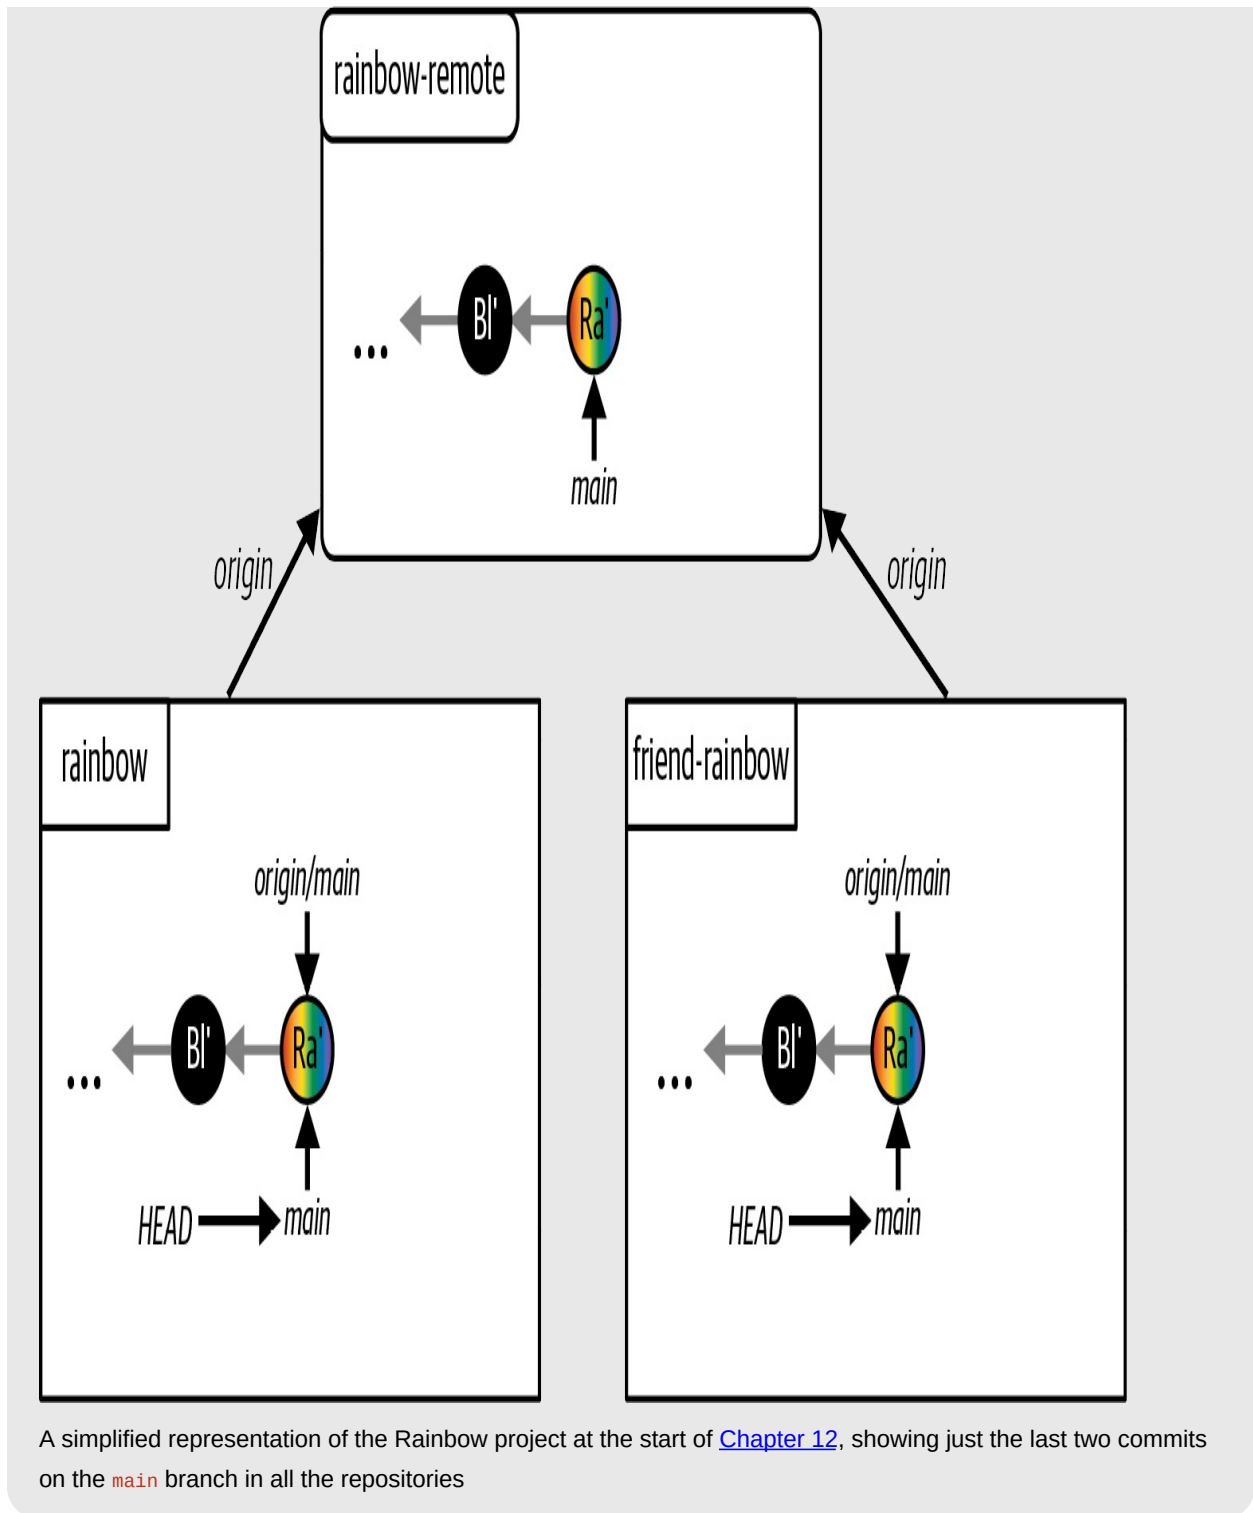 rainbow-remote
...
Bl'
Ra'
main
origin
origin
rainbow
origin/main
...
Bl'
Ra'
HEAD
main
friend-rainbow
origin/main
...
Bl'
Ra'
HEAD
main
A simplified representation of the Rainbow project at the start of Chapter 12, showing just the last two commits
on the main branch in all the repositories